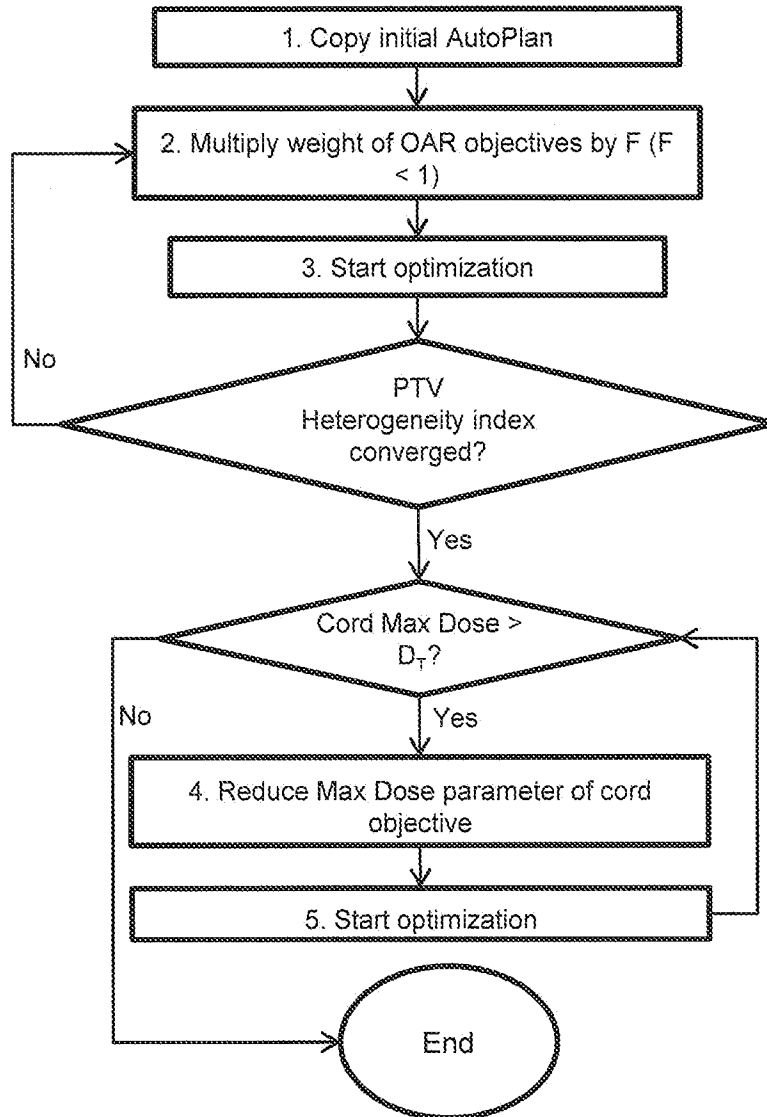 1. Copy initial AutoPlan
2. Multiply weight of OAR objectives by F (F
< 1)
3. Start optimization
No
PTV
Heterogeneity index
converged?
Yes
Cord Max Dose >
D_T?
No
Yes
4. Reduce Max Dose parameter of cord
objective
5. Start optimization
End